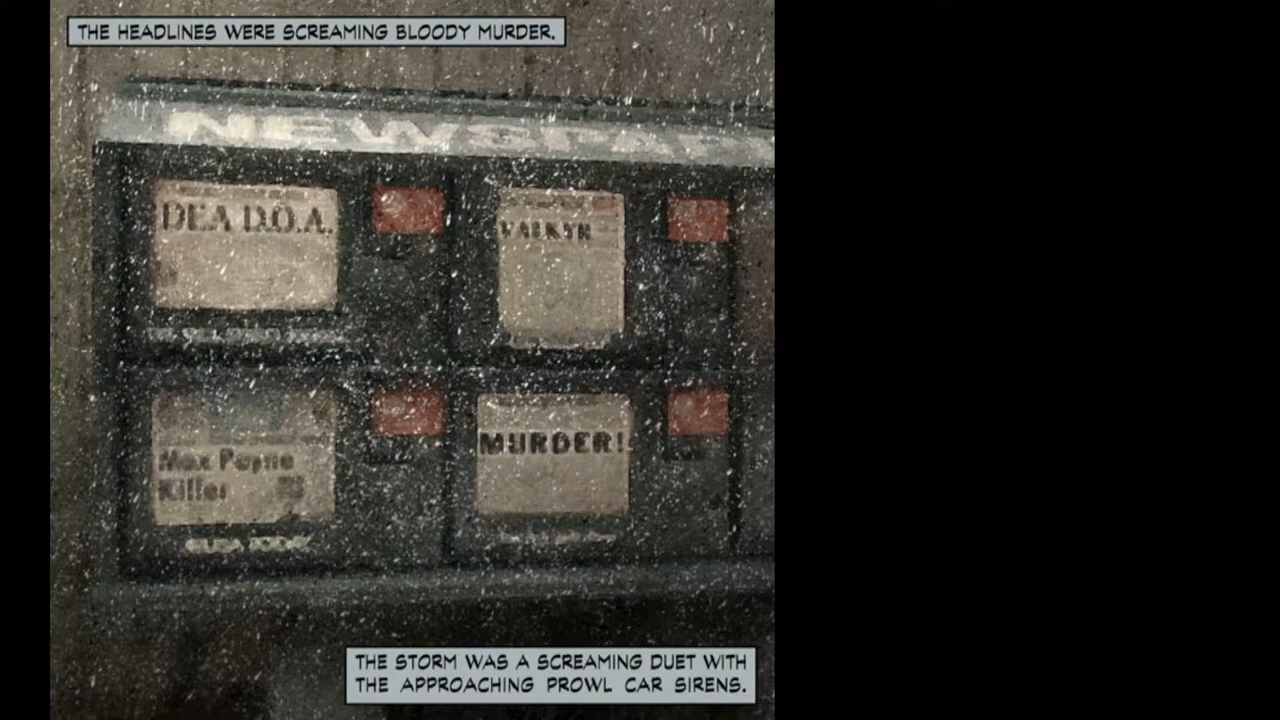 THE HEADLINES WERE SCREAMING BLOODY MURDER.
NEWSPAP
DEA D.O.A.
VALKYR
Max Payne
Killer
MURDER!
THE STORM WAS A SCREAMING DUET WITH
THE APPROACHING PROWL CAR SIRENS.